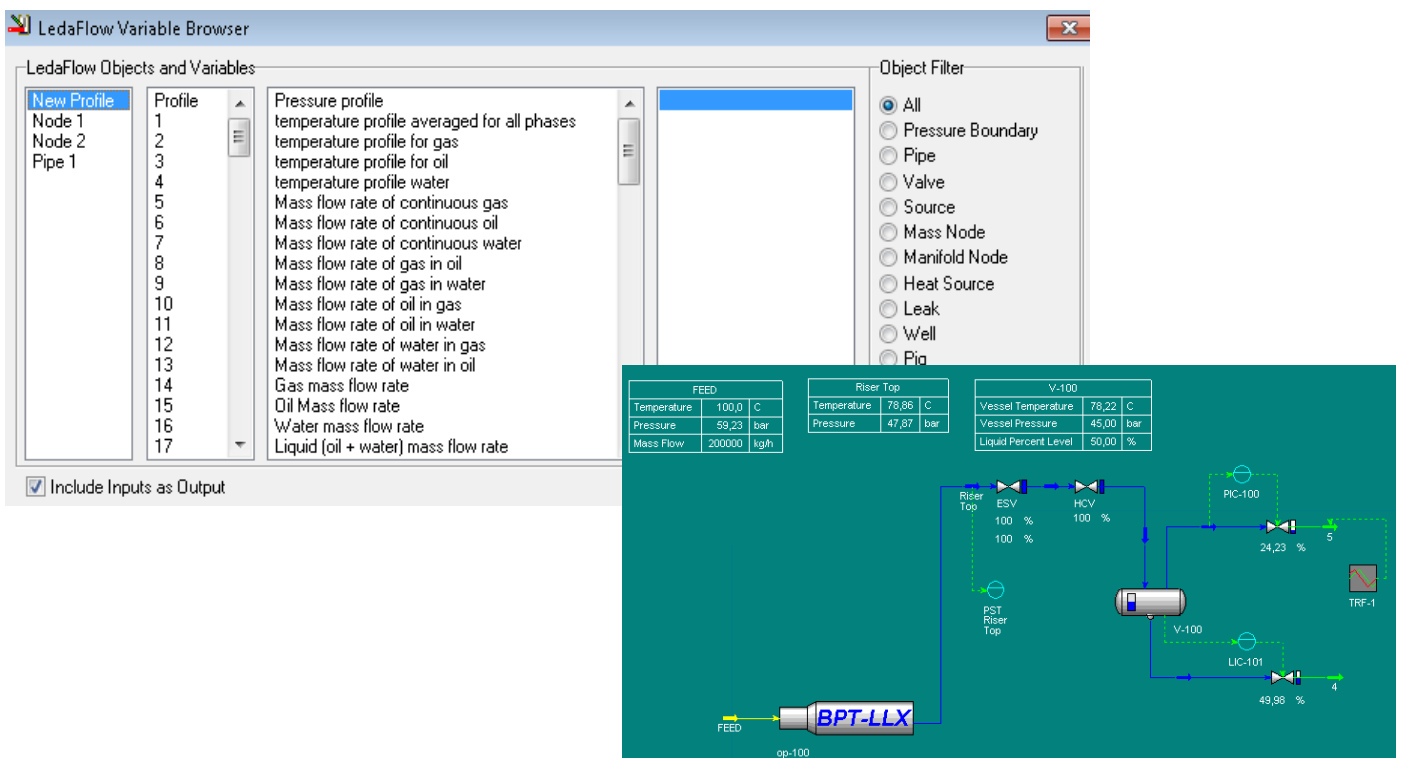 LedaFlow Variable Browser
LedaFlow Objects and Variables
New Profile
Node 1
Node 2
Pipe 1
Profile
1
2
3
4
5
6
7
8
9
10
11
12
13
14
15
16
17
Pressure profile
temperature profile averaged for all phases
temperature profile for gas
temperature profile for oil
temperature profile water
Mass flow rate of continuous gas
Mass flow rate of continuous oil
Mass flow rate of continuous water
Mass flow rate of gas in oil
Mass flow rate of gas in water
Mass flow rate of oil in gas
Mass flow rate of oil in water
Mass flow rate of water in gas
Mass flow rate of water in oil
Gas mass flow rate
Oil Mass flow rate
Water mass flow rate
Liquid (oil + water) mass flow rate
Object Filter
All
Pressure Boundary
Pipe
Valve
Source
Mass Node
Manifold Node
Heat Source
Leak
Well
Pig
Include Inputs as Output
FEED
Temperature 100,0 C
Pressure 59,23 bar
Mass Flow 200000 kg/h
Riser Top
Temperature 78,86 C
Pressure 47,87 bar
V-100
Vessel Temperature 78,22 C
Vessel Pressure 45,00 bar
Liquid Percent Level 50,00 %
Riser
Top
ESV
100 %
100 %
HCV
100 %
PIC-100
24,23 %
5
TRF-1
PST
Riser
Top
V-100
LIC-101
49,98 %
4
FEED
BPT-LLX
op-100